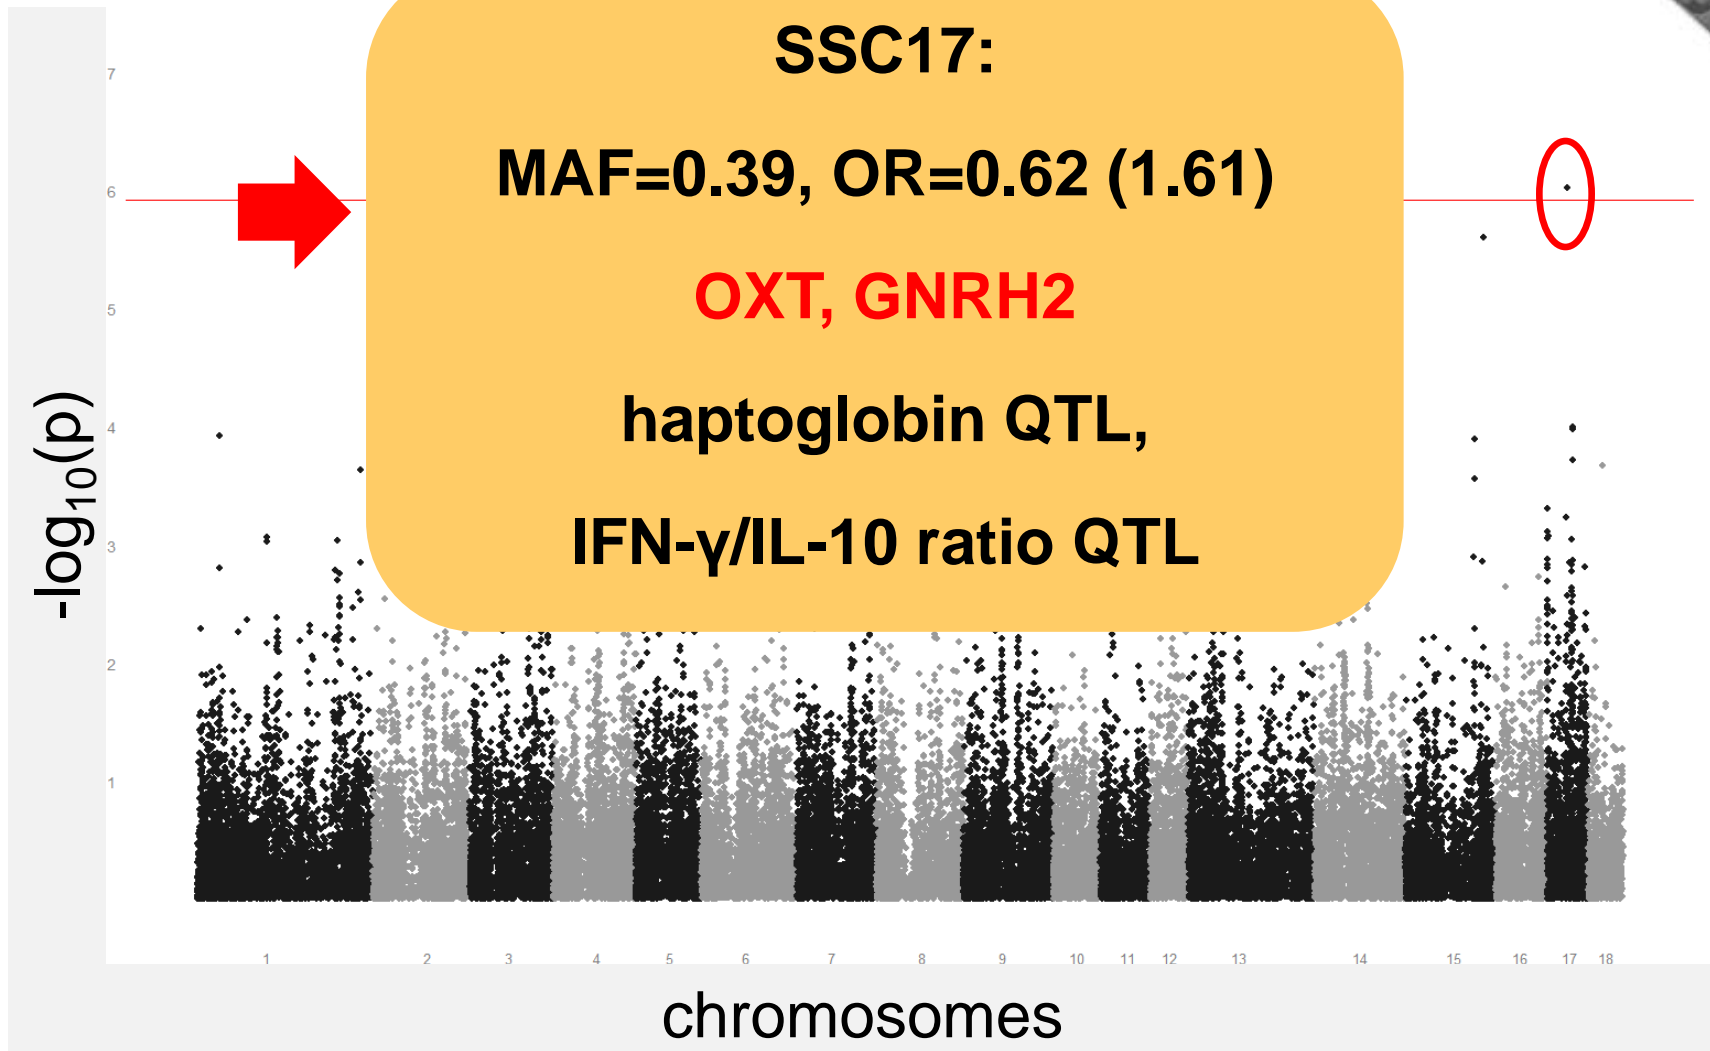 SSC17:
MAF=0.39, OR=0.62 (1.61)
OXT, GNRH2
haptoglobin QTL,
IFN-γ/IL-10 ratio QTL
-log10(p)
7
6
5
4
3
2
1
1 2 3 4 5 6 7 8 9 10 11 12 13 14 15 16 17 18
chromosomes